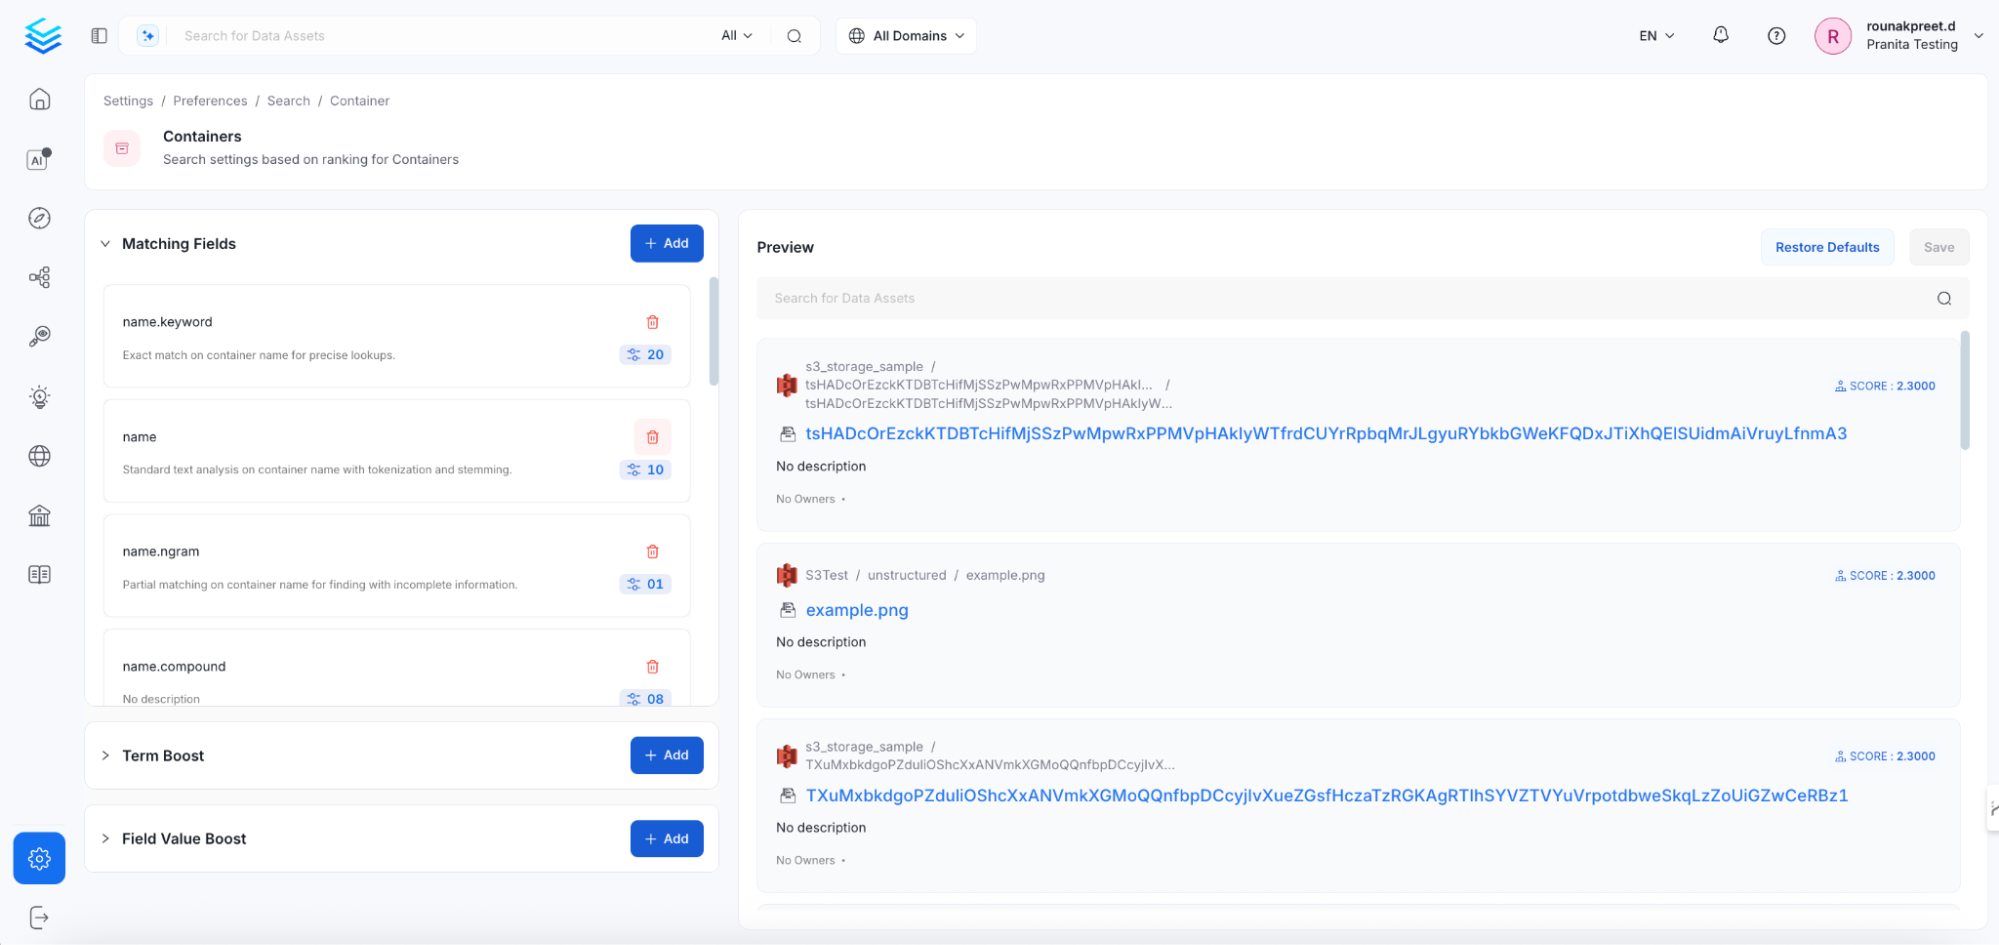 Search for Data Assets
All
All Domains
EN
R
rounakpreet.d
Pranita Testing
AI
Settings / Preferences / Search / Container
Containers
Search settings based on ranking for Containers
Matching Fields
+ Add
name.keyword
Exact match on container name for precise lookups.
20
name
Standard text analysis on container name with tokenization and stemming.
10
name.ngram
Partial matching on container name for finding with incomplete information.
01
name.compound
No description
08
Term Boost
+ Add
Field Value Boost
+ Add
Preview
Restore Defaults
Save
Search for Data Assets
s3_storage_sample /
tsHADcOrEzckKTDBTcHifMjSSzPwMpwRxPPMVpHAkI... /
tsHADcOrEzckKTDBTcHifMjSSzPwMpwRxPPMVpHAkIyW...
SCORE : 2.3000
tsHADcOrEzckKTDBTcHifMjSSzPwMpwRxPPMVpHAkIyWTfrdCUYrRpbqMrJLgyuRYbkbGWeKFQDxJTiXhQElSUidmAiVruyLfnmA3
No description
No Owners •
S3Test / unstructured / example.png
SCORE : 2.3000
example.png
No description
No Owners •
s3_storage_sample /
TXuMxbkdgoPZduliOShcXxANVmkXGMoQQnfbpDCcyjIvX...
SCORE : 2.3000
TXuMxbkdgoPZduliOShcXxANVmkXGMoQQnfbpDCcyjIvXueZGsfHczaTzRGKAgRTIhSYVZTVYuVrpotdbweSkqLzZoUiGZwCeRBz1
No description
No Owners •